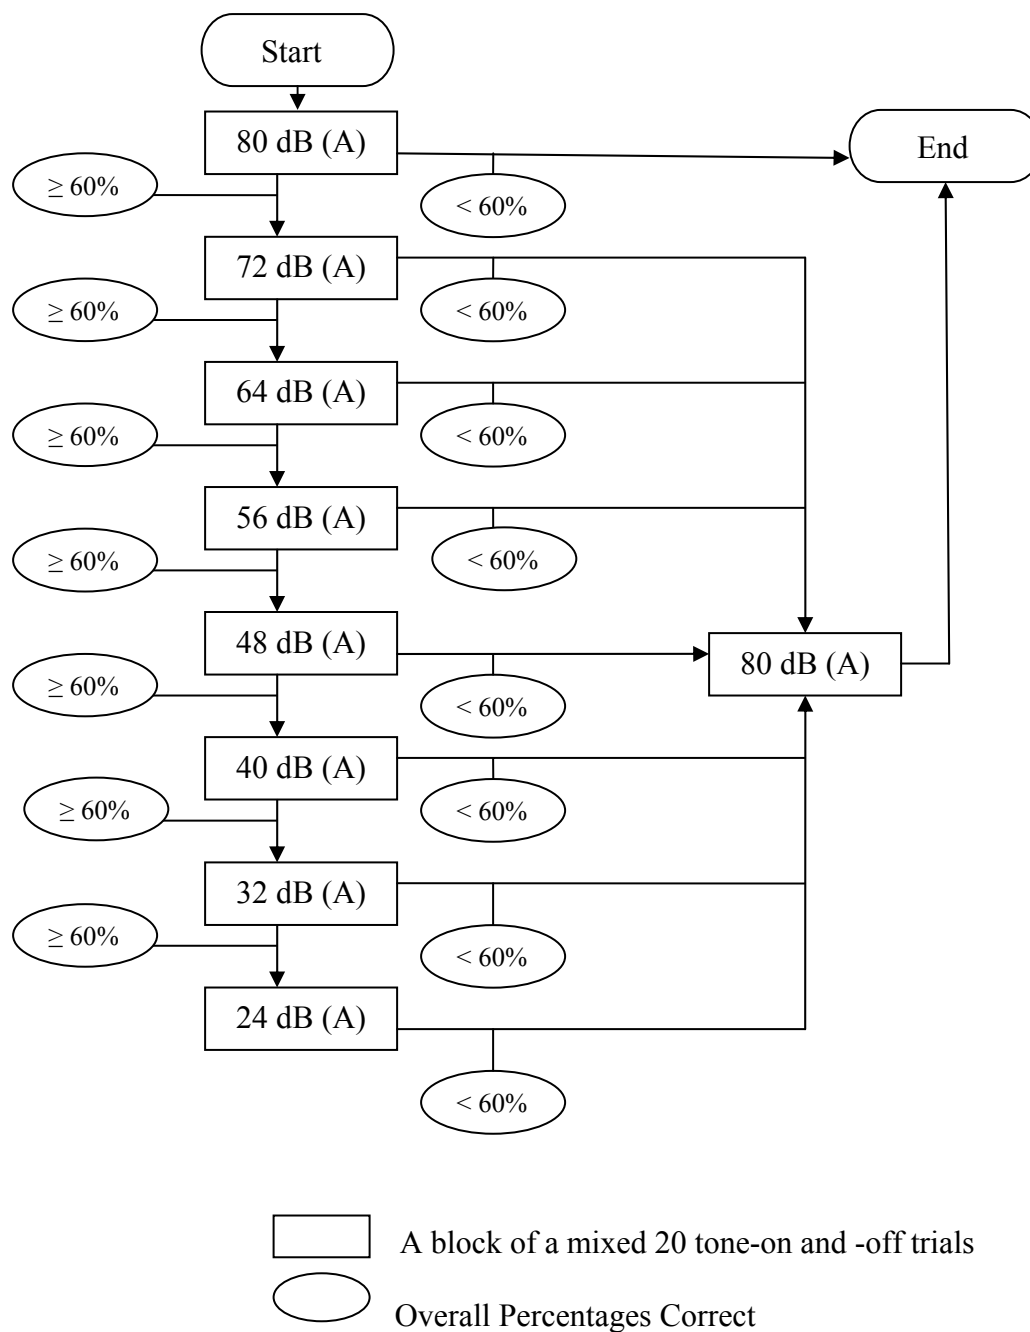 Start
80 dB (A)
End
≥ 60%
< 60%
72 dB (A)
≥ 60%
< 60%
64 dB (A)
≥ 60%
< 60%
56 dB (A)
≥ 60%
< 60%
48 dB (A)
80 dB (A)
≥ 60%
< 60%
40 dB (A)
≥ 60%
< 60%
32 dB (A)
≥ 60%
< 60%
24 dB (A)
< 60%
A block of a mixed 20 tone-on and -off trials
Overall Percentages Correct